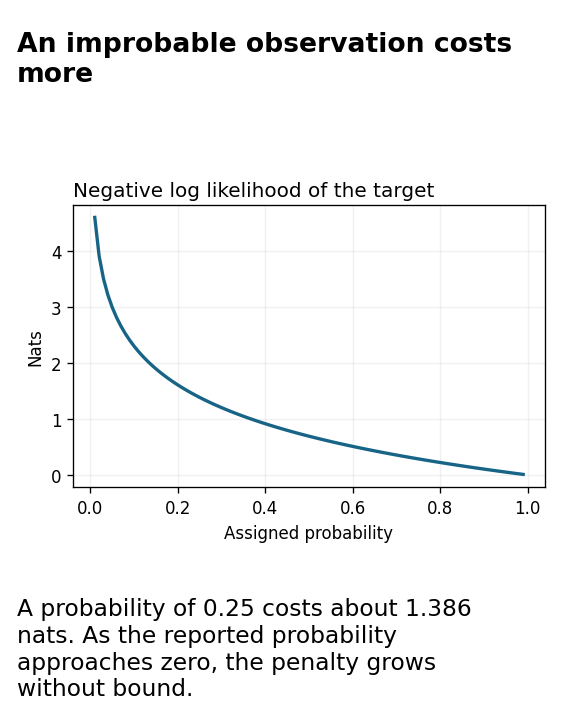 An improbable observation costs
more
Negative log likelihood of the target
4
3
2
1
0
Nats
0.0 0.2 0.4 0.6 0.8 1.0
Assigned probability
A probability of 0.25 costs about 1.386
nats. As the reported probability
approaches zero, the penalty grows
without bound.